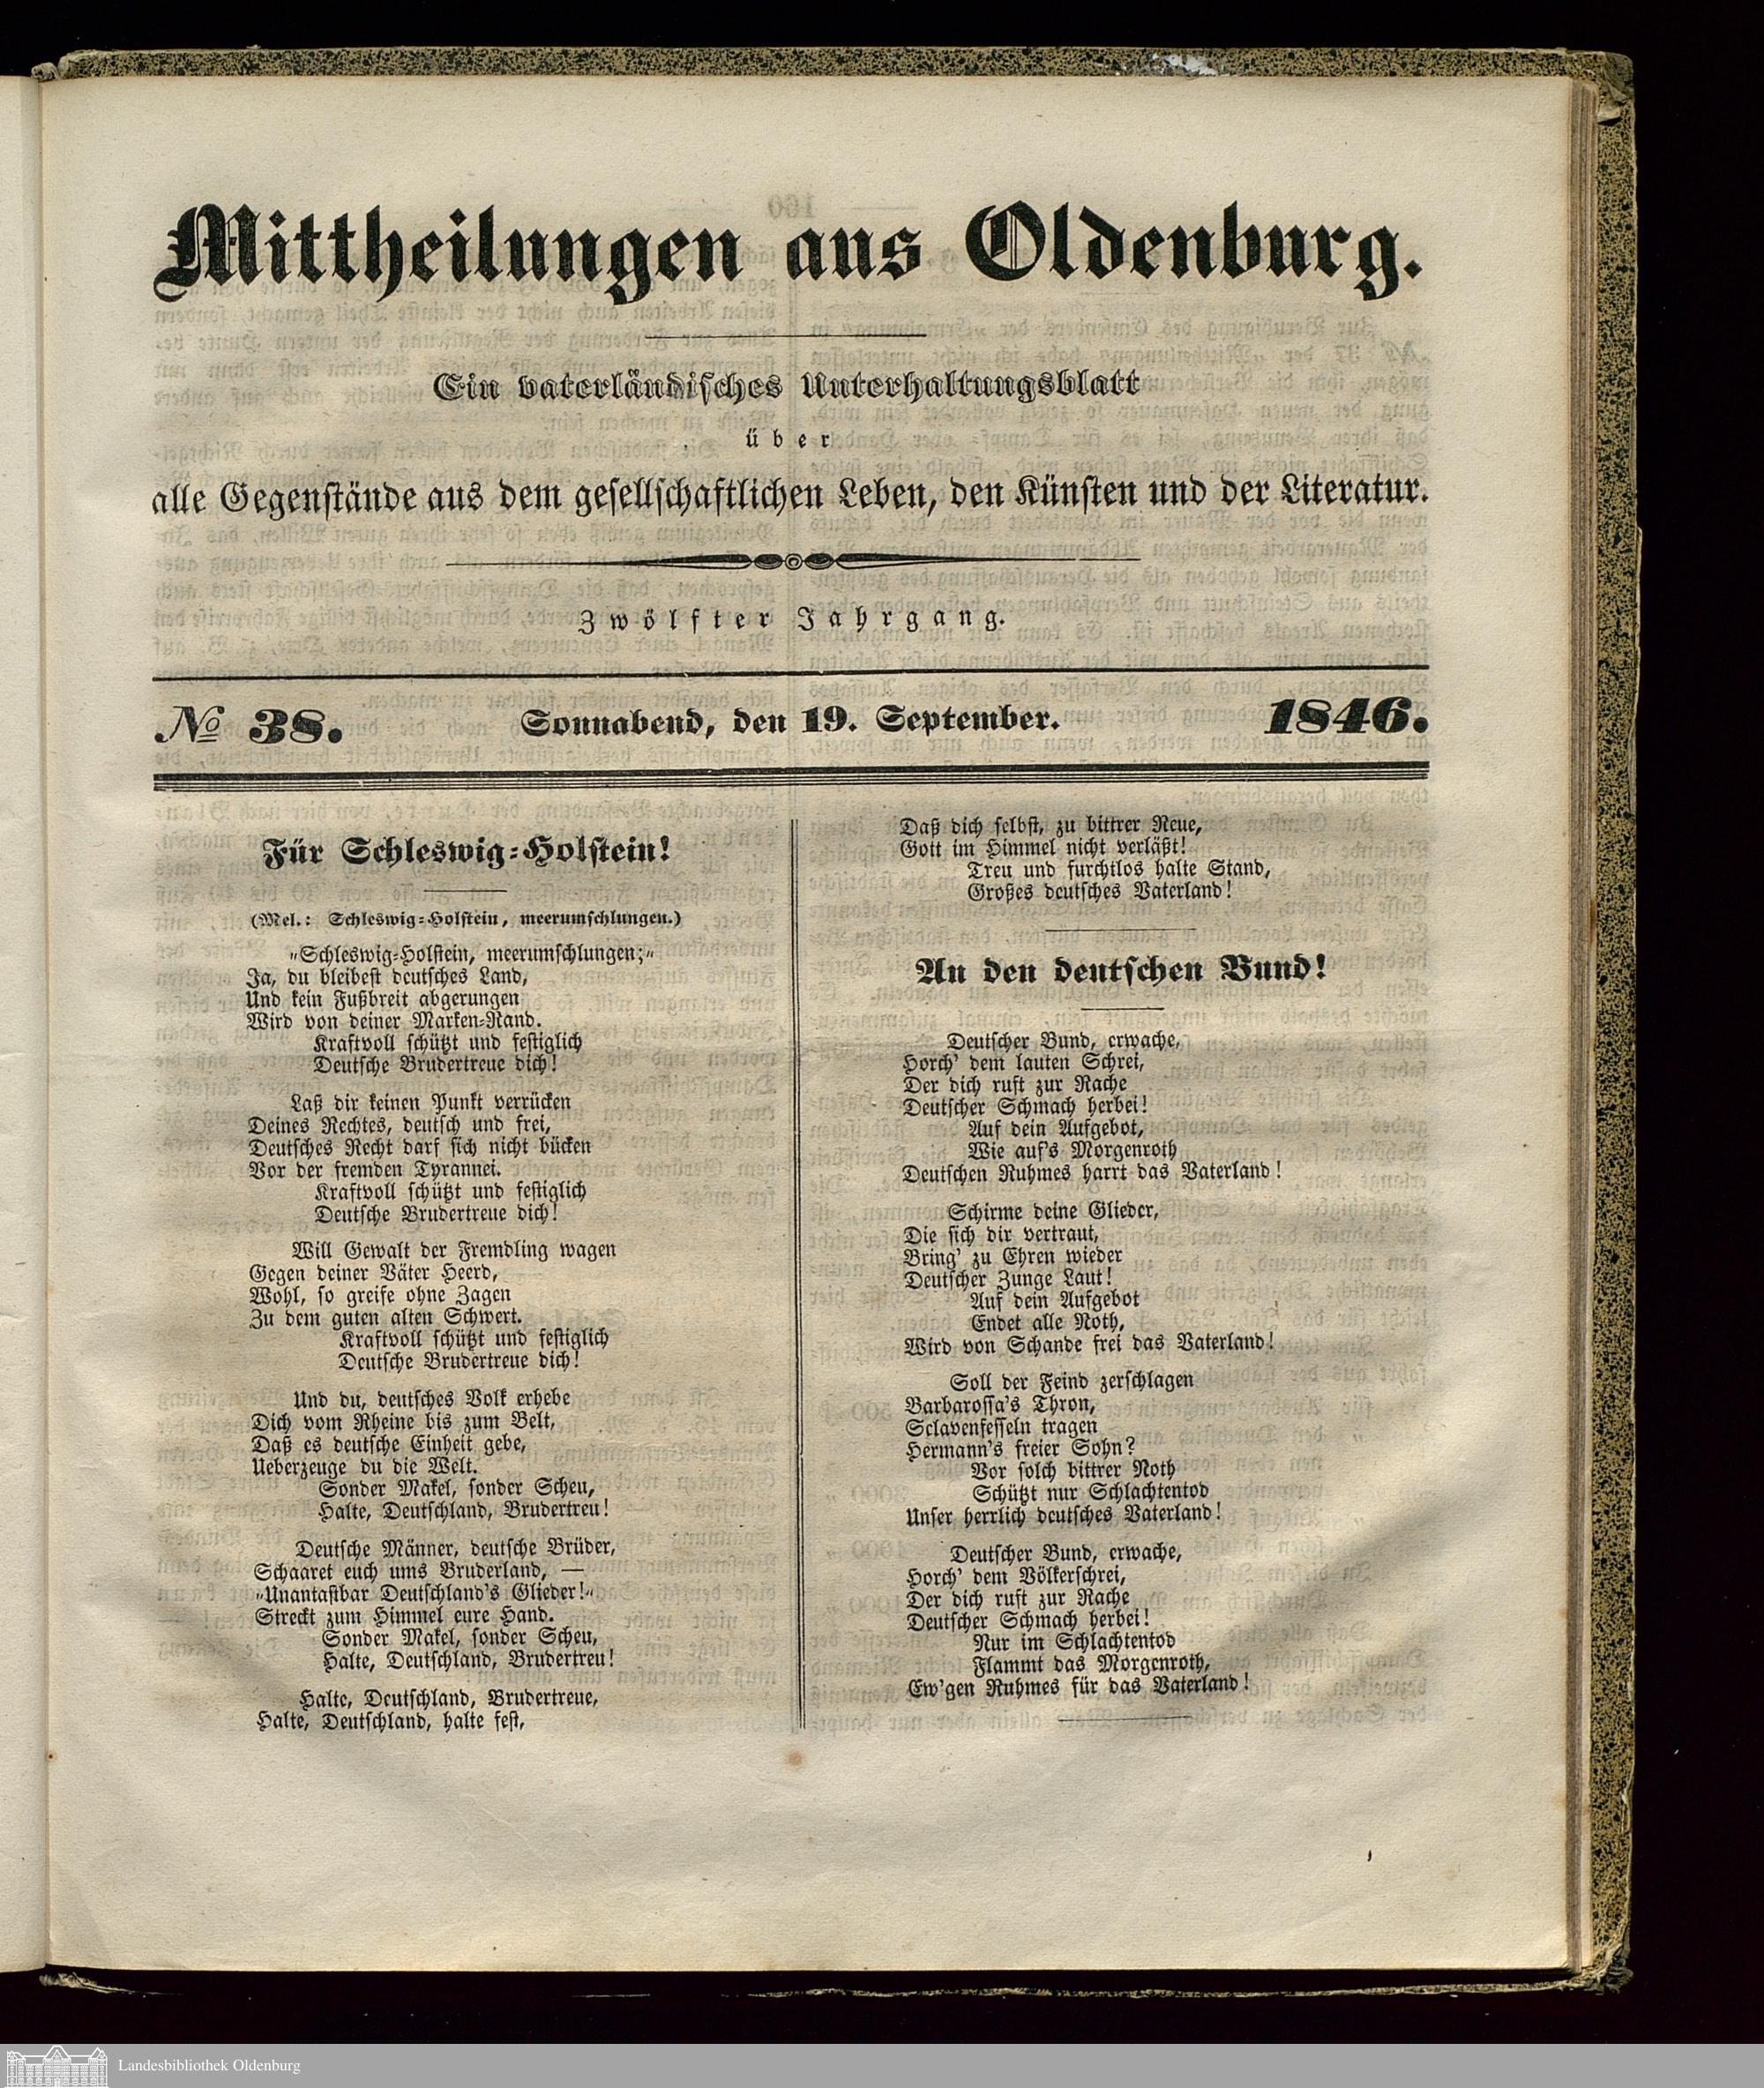 Mittheilungen aus Oldenburg.
Ein vaterländisches Unterhaltungsblatt
über
alle Gegenstände aus dem gesellschaftlichen Leben, den Künsten und der Literatur.
Zwölfter Jahrgang.
No 38. Sonnabend, den 19. September. 1846.
Für Schleswig-Holstein!
(Mel.: Schleswig-Holstein, meerumschlungen.)
„Schleswig-Holstein, meerumschlungen;"
Ja, du bleibest deutsches Land,
Und kein Fußbreit abgerungen
Wird von deiner Marken-Rand.
Kraftvoll schützt und festiglich
Deutsche Brudertreue dich!
Laß dir keinen Punkt verrücken
Deines Rechtes, deutsch und frei,
Deutsches Recht darf sich nicht bücken
Vor der fremden Tyrannei.
Kraftvoll schützt und festiglich
Deutsche Brudertreue dich!
Will Gewalt der Fremdling wagen
Gegen deiner Väter Heerd,
Wohl, so greife ohne Zagen
Zu dem guten alten Schwert.
Kraftvoll schützt und festiglich
Deutsche Brudertreue dich!
Und du, deutsches Volk erhebe
Dich vom Rheine bis zum Belt,
Daß es deutsche Einheit gebe,
Ueberzeuge du die Welt.
Sonder Makel, sonder Scheu,
Halte, Deutschland, Brudertreu!
Deutsche Männer, deutsche Brüder,
Schaaret euch ums Bruderland, —
„Unantastbar Deutschland's Glieder!"
Streckt zum Himmel eure Hand.
Sonder Makel, sonder Scheu,
Halte, Deutschland, Brudertreu!
Halte, Deutschland, Brudertreue,
Halte, Deutschland, halte fest,
Daß dich selbst, zu bittrer Reue,
Gott im Himmel nicht verläßt!
Treu und furchtlos halte Stand,
Großes deutsches Vaterland!
An den deutschen Bund!
Deutscher Bund, erwache,
Horch' dem lauten Schrei,
Der dich ruft zur Rache
Deutscher Schmach herbei!
Auf dein Aufgebot,
Wie auf's Morgenroth
Deutschen Ruhmes harrt das Vaterland!
Schirme deine Glieder,
Die sich dir vertraut,
Bring' zu Ehren wieder
Deutscher Zunge Laut!
Auf dein Aufgebot
Endet alle Noth,
Wird von Schande frei das Vaterland!
Soll der Feind zerschlagen
Barbarossa's Thron,
Sclavenfesseln tragen
Hermann's freier Sohn?
Vor solch bittrer Noth
Schützt nur Schlachtentod
Unser herrlich deutsches Vaterland!
Deutscher Bund, erwache,
Horch' dem Völkerschrei,
Der dich ruft zur Rache
Deutscher Schmach herbei!
Nur im Schlachtentod
Flammt das Morgenroth,
Ew'gen Ruhmes für das Vaterland!
Landesbibliothek Oldenburg